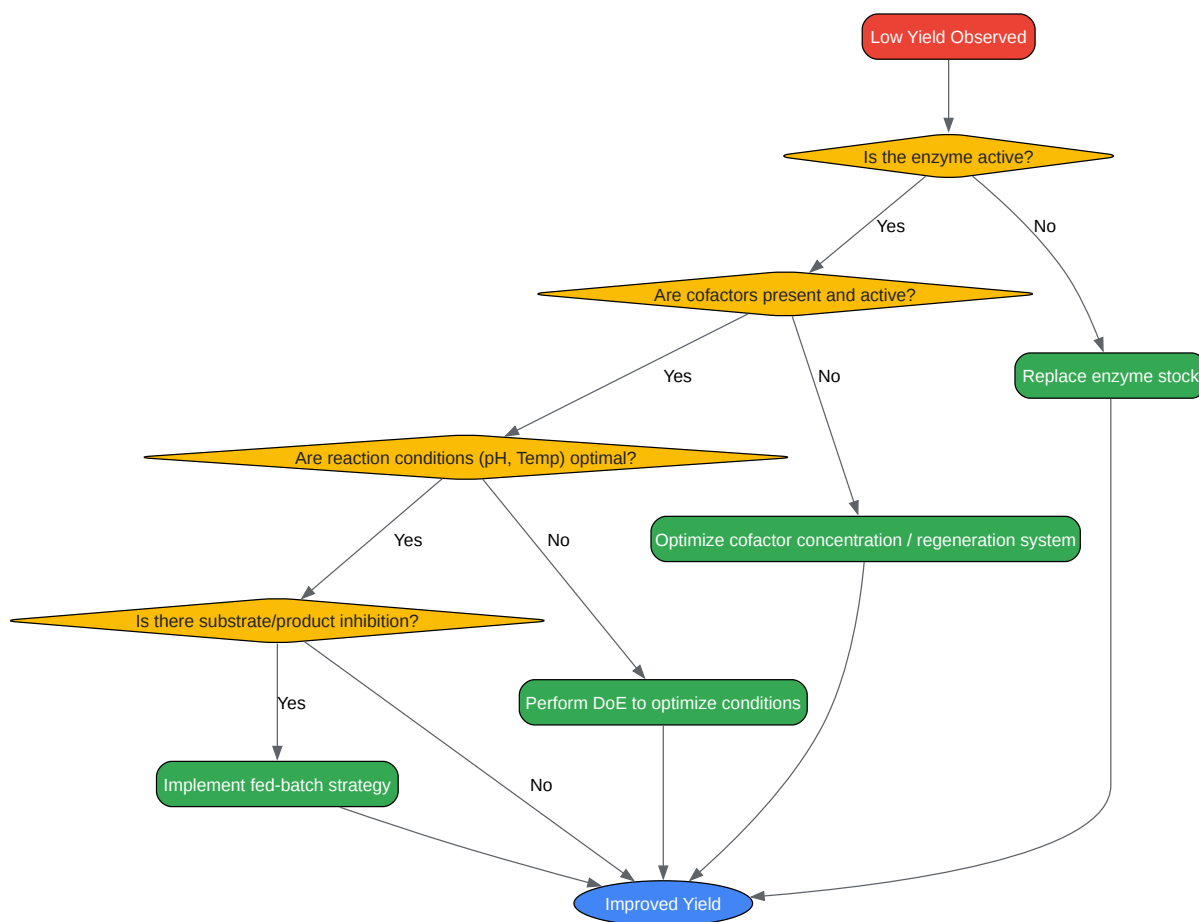 Low Yield Observed
Is the enzyme active?
Yes
No
Are cofactors present and active?
Yes
No
Replace enzyme stock
Are reaction conditions (pH, Temp) optimal?
Yes
No
Optimize cofactor concentration / regeneration system
Is there substrate/product inhibition?
Yes
Perform DoE to optimize conditions
Implement fed-batch strategy
No
Improved Yield